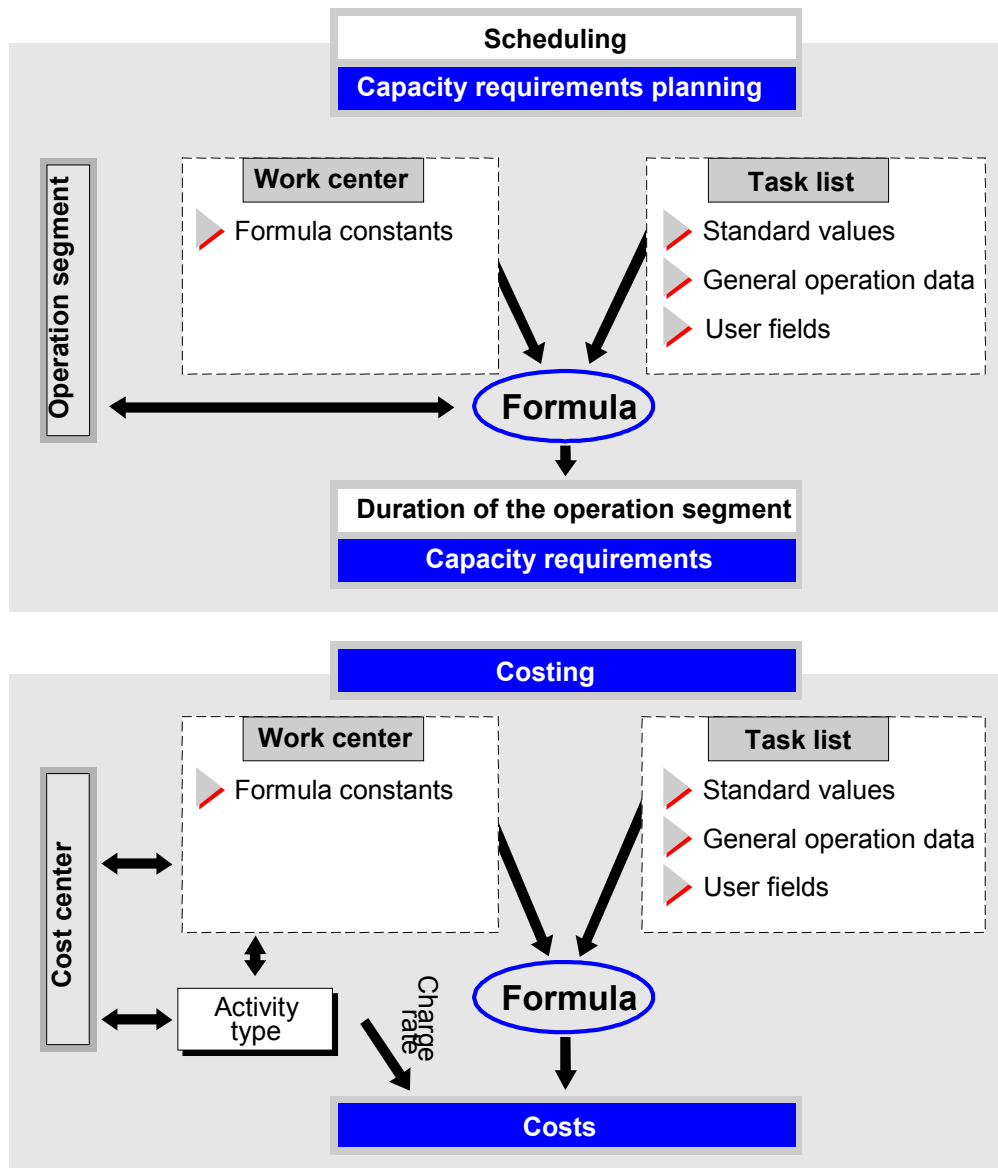 Scheduling
Capacity requirements planning
Operation segment
Work center
Formula constants
Task list
Standard values
General operation data
User fields
Formula
Duration of the operation segment
Capacity requirements
Costing
Cost center
Work center
Formula constants
Task list
Standard values
General operation data
User fields
Activity
type
Charge
rate
Formula
Costs